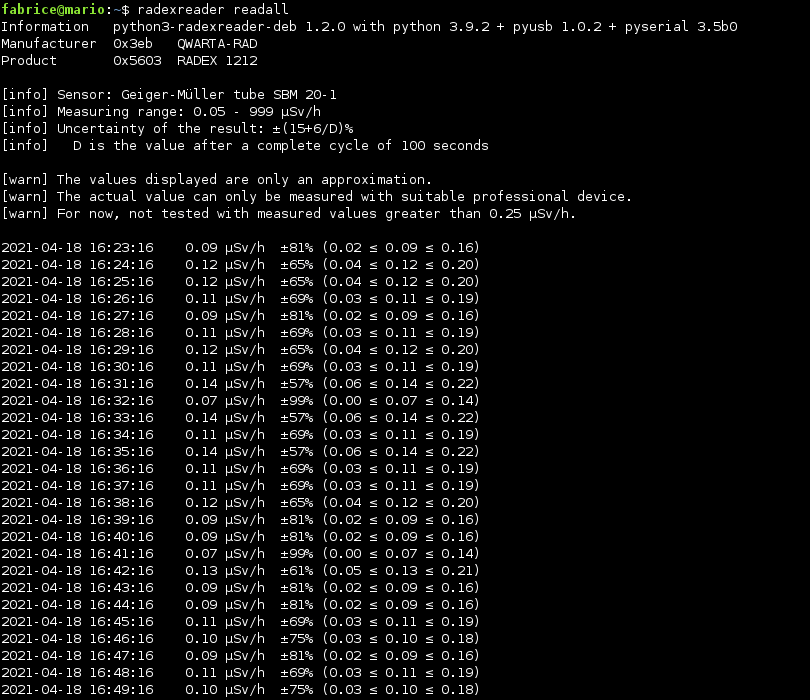 fabrice@mario:~$ radexreader readall
Information   python3-radexreader-deb 1.2.0 with python 3.9.2 + pyusb 1.0.2 + pyserial 3.5b0
Manufacturer  0x3eb   QWARTA-RAD
Product       0x5603  RADEX 1212
[info] Sensor: Geiger-Müller tube SBM 20-1
[info] Measuring range: 0.05 - 999 µSv/h
[info] Uncertainty of the result: ±(15+6/D)%
[info]   D is the value after a complete cycle of 100 seconds
[warn] The values displayed are only an approximation.
[warn] The actual value can only be measured with suitable professional device.
[warn] For now, not tested with measured values greater than 0.25 µSv/h.
2021-04-18 16:23:16    0.09 µSv/h  ±81% (0.02 ≤ 0.09 ≤ 0.16)
2021-04-18 16:24:16    0.12 µSv/h  ±65% (0.04 ≤ 0.12 ≤ 0.20)
2021-04-18 16:25:16    0.12 µSv/h  ±65% (0.04 ≤ 0.12 ≤ 0.20)
2021-04-18 16:26:16    0.11 µSv/h  ±69% (0.03 ≤ 0.11 ≤ 0.19)
2021-04-18 16:27:16    0.09 µSv/h  ±81% (0.02 ≤ 0.09 ≤ 0.16)
2021-04-18 16:28:16    0.11 µSv/h  ±69% (0.03 ≤ 0.11 ≤ 0.19)
2021-04-18 16:29:16    0.12 µSv/h  ±65% (0.04 ≤ 0.12 ≤ 0.20)
2021-04-18 16:30:16    0.11 µSv/h  ±69% (0.03 ≤ 0.11 ≤ 0.19)
2021-04-18 16:31:16    0.14 µSv/h  ±57% (0.06 ≤ 0.14 ≤ 0.22)
2021-04-18 16:32:16    0.07 µSv/h  ±99% (0.00 ≤ 0.07 ≤ 0.14)
2021-04-18 16:33:16    0.14 µSv/h  ±57% (0.06 ≤ 0.14 ≤ 0.22)
2021-04-18 16:34:16    0.11 µSv/h  ±69% (0.03 ≤ 0.11 ≤ 0.19)
2021-04-18 16:35:16    0.14 µSv/h  ±57% (0.06 ≤ 0.14 ≤ 0.22)
2021-04-18 16:36:16    0.11 µSv/h  ±69% (0.03 ≤ 0.11 ≤ 0.19)
2021-04-18 16:37:16    0.11 µSv/h  ±69% (0.03 ≤ 0.11 ≤ 0.19)
2021-04-18 16:38:16    0.12 µSv/h  ±65% (0.04 ≤ 0.12 ≤ 0.20)
2021-04-18 16:39:16    0.09 µSv/h  ±81% (0.02 ≤ 0.09 ≤ 0.16)
2021-04-18 16:40:16    0.09 µSv/h  ±81% (0.02 ≤ 0.09 ≤ 0.16)
2021-04-18 16:41:16    0.07 µSv/h  ±99% (0.00 ≤ 0.07 ≤ 0.14)
2021-04-18 16:42:16    0.13 µSv/h  ±61% (0.05 ≤ 0.13 ≤ 0.21)
2021-04-18 16:43:16    0.09 µSv/h  ±81% (0.02 ≤ 0.09 ≤ 0.16)
2021-04-18 16:44:16    0.09 µSv/h  ±81% (0.02 ≤ 0.09 ≤ 0.16)
2021-04-18 16:45:16    0.11 µSv/h  ±69% (0.03 ≤ 0.11 ≤ 0.19)
2021-04-18 16:46:16    0.10 µSv/h  ±75% (0.03 ≤ 0.10 ≤ 0.18)
2021-04-18 16:47:16    0.09 µSv/h  ±81% (0.02 ≤ 0.09 ≤ 0.16)
2021-04-18 16:48:16    0.11 µSv/h  ±69% (0.03 ≤ 0.11 ≤ 0.19)
2021-04-18 16:49:16    0.10 µSv/h  ±75% (0.03 ≤ 0.10 ≤ 0.18)